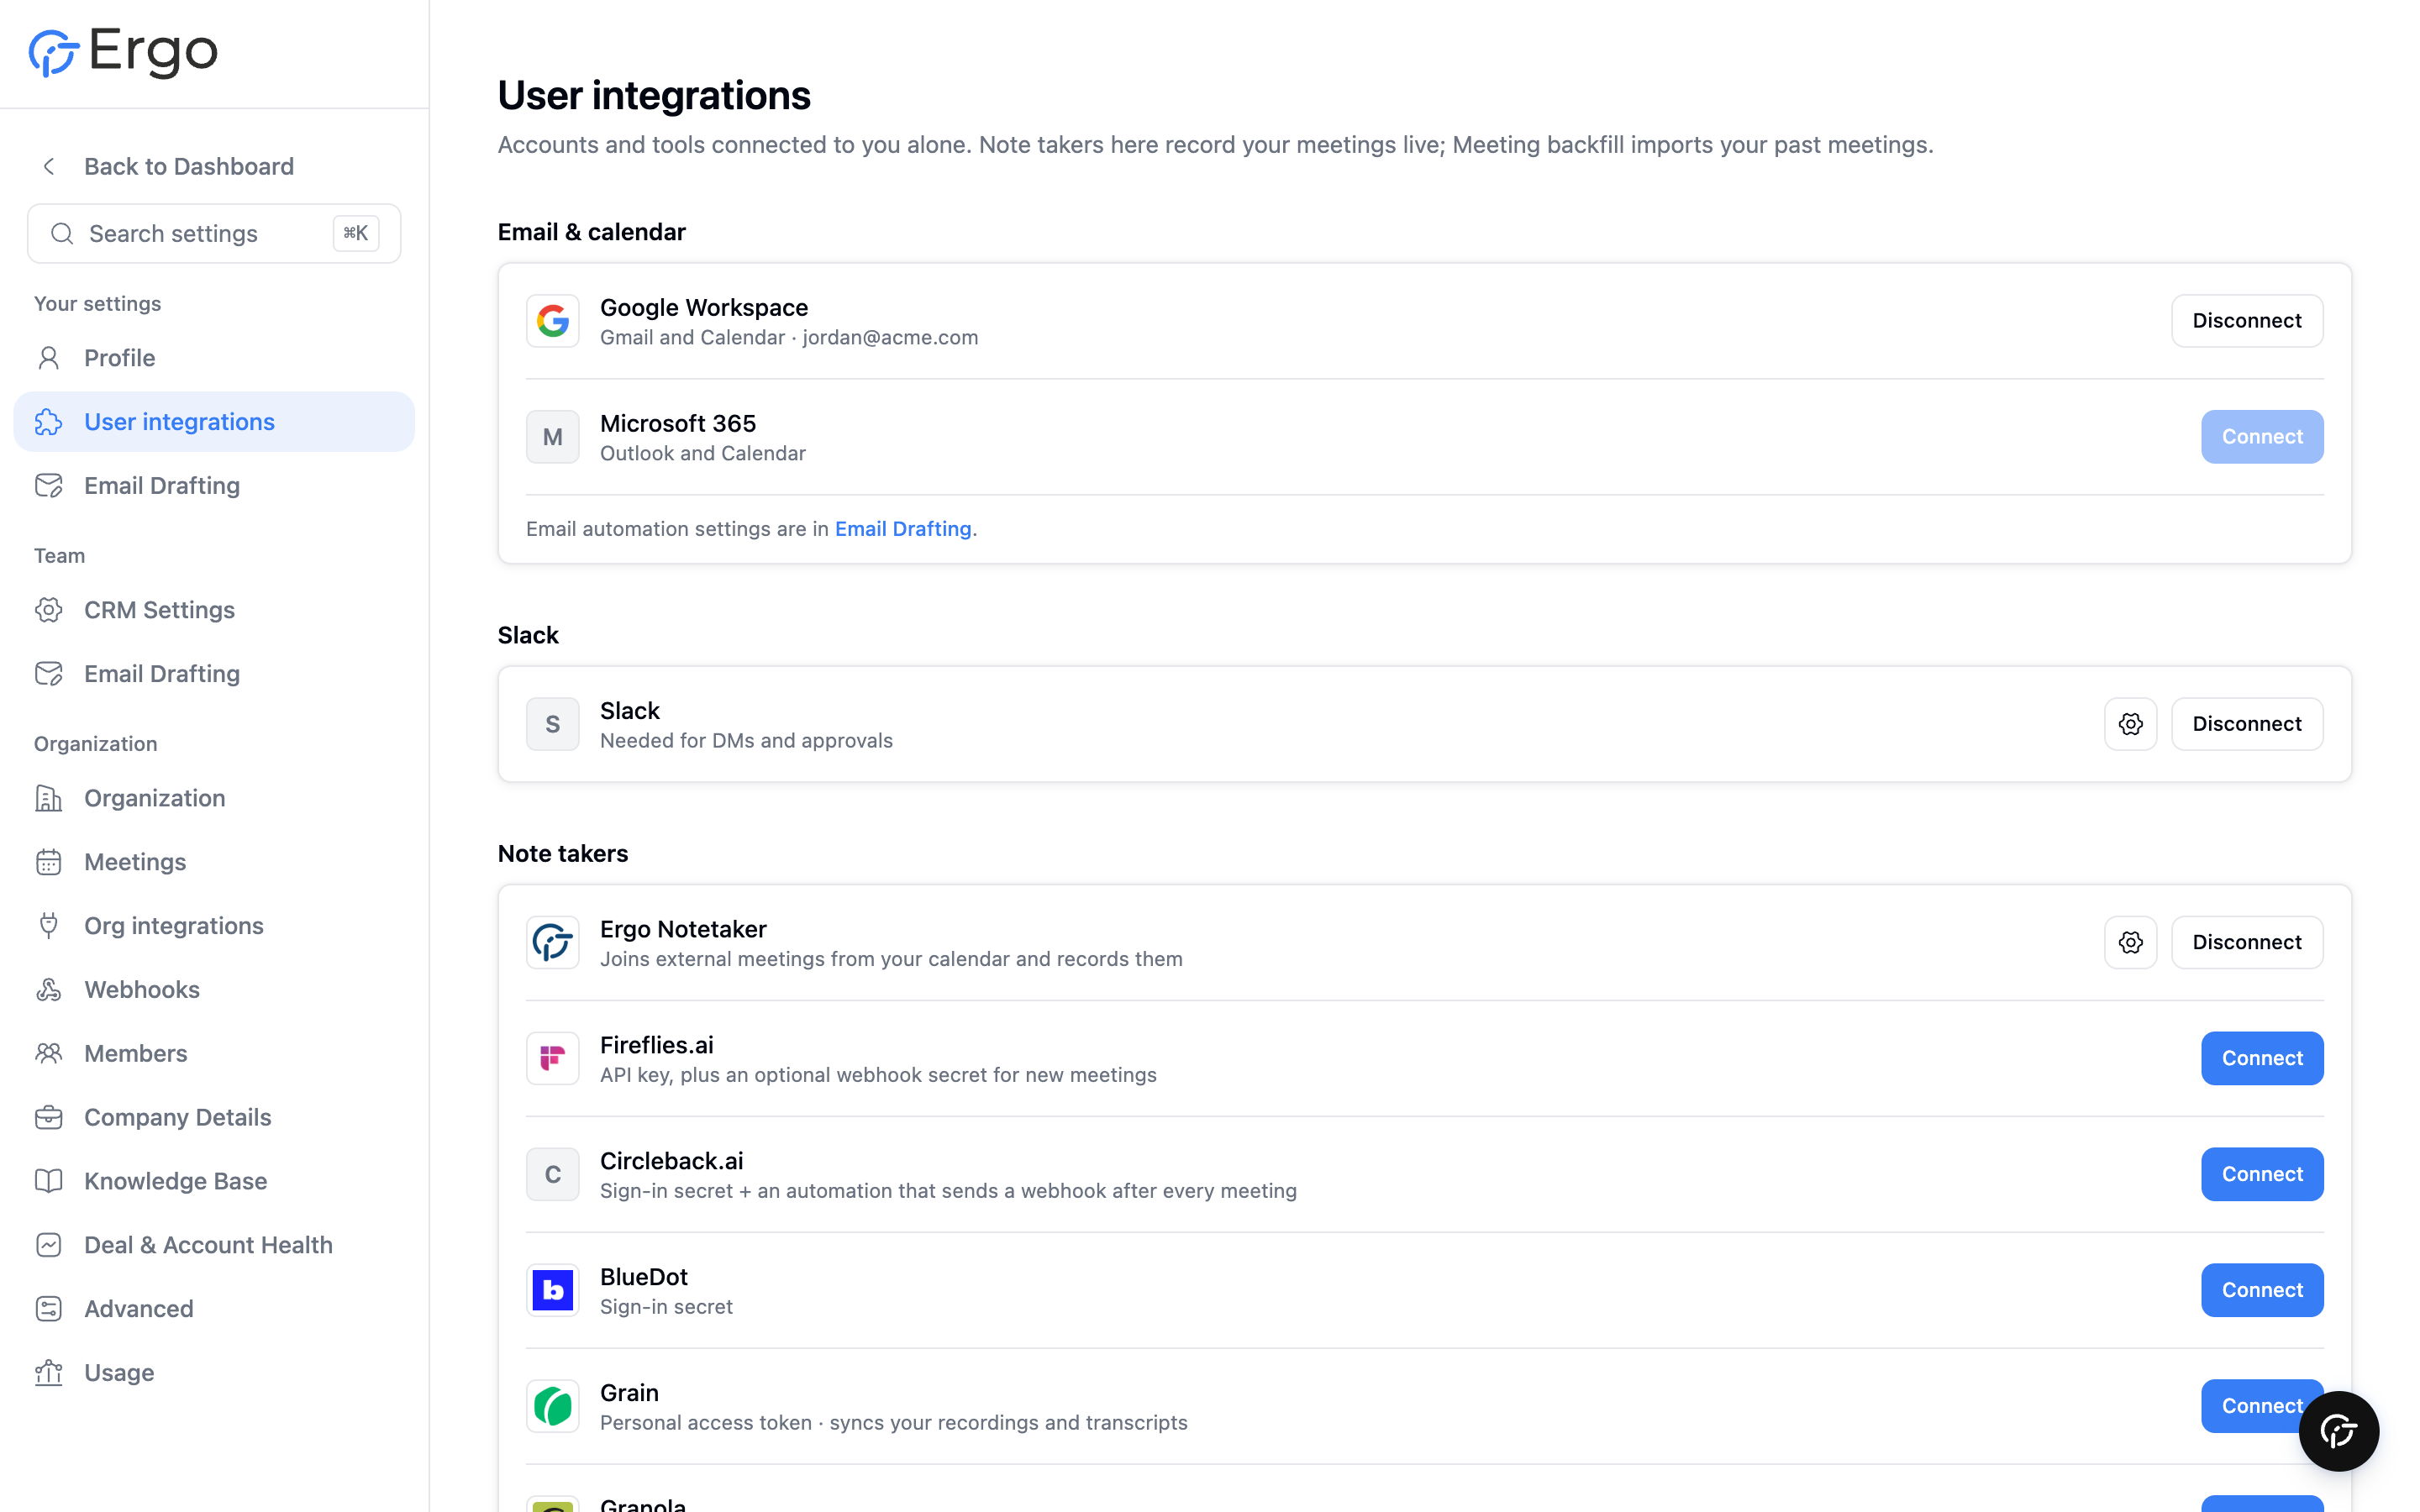 Ergo
Back to Dashboard
Search settings ⌘K
Your settings
Profile
User integrations
Email Drafting
Team
CRM Settings
Email Drafting
Organization
Organization
Meetings
Org integrations
Webhooks
Members
Company Details
Knowledge Base
Deal & Account Health
Advanced
Usage
User integrations
Accounts and tools connected to you alone. Note takers here record your meetings live; Meeting backfill imports your past meetings.
Email & calendar
Google Workspace
Gmail and Calendar · jordan@acme.com
Disconnect
M
Microsoft 365
Outlook and Calendar
Connect
Email automation settings are in Email Drafting.
Slack
S
Slack
Needed for DMs and approvals
Disconnect
Note takers
Ergo Notetaker
Joins external meetings from your calendar and records them
Disconnect
Fireflies.ai
API key, plus an optional webhook secret for new meetings
Connect
C
Circleback.ai
Sign-in secret + an automation that sends a webhook after every meeting
Connect
b
BlueDot
Sign-in secret
Connect
Grain
Personal access token · syncs your recordings and transcripts
Connect
Granola